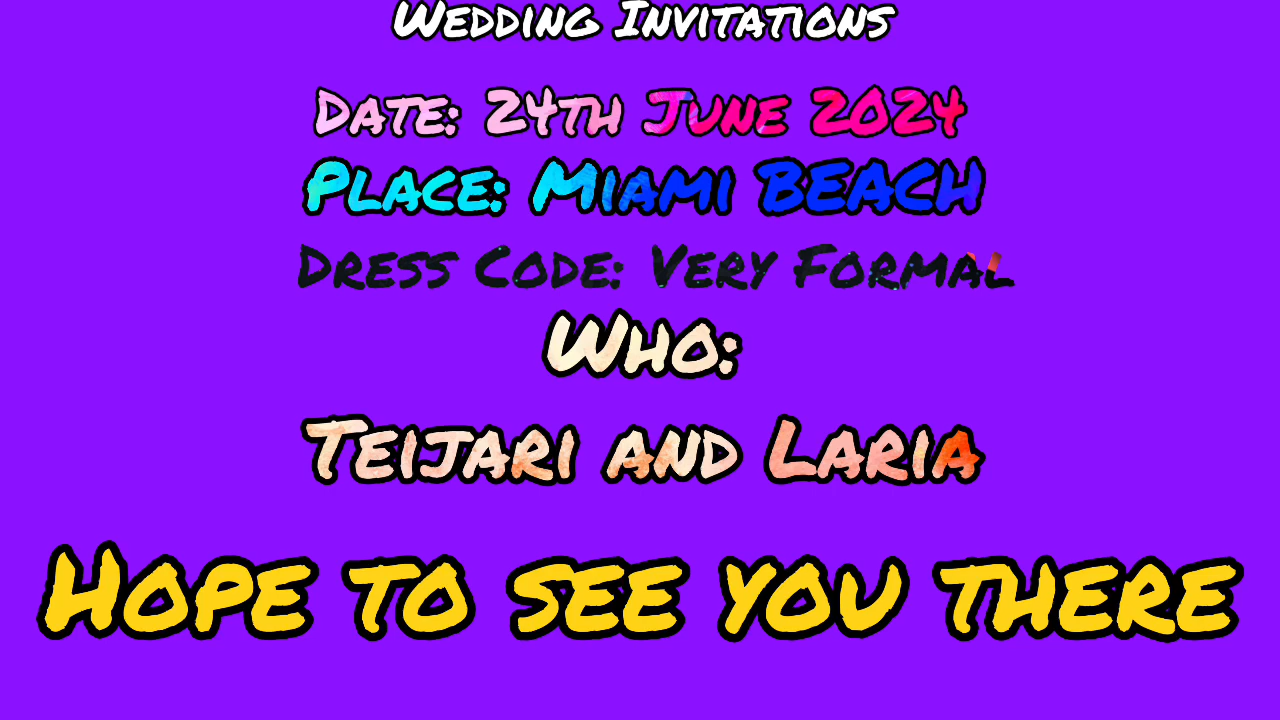 Wedding Invitations
Date: 24th June 2024
Place: Miami BEACH
Dress Code: Very Formal
Who:
Teijari and Laria
Hope to see you there